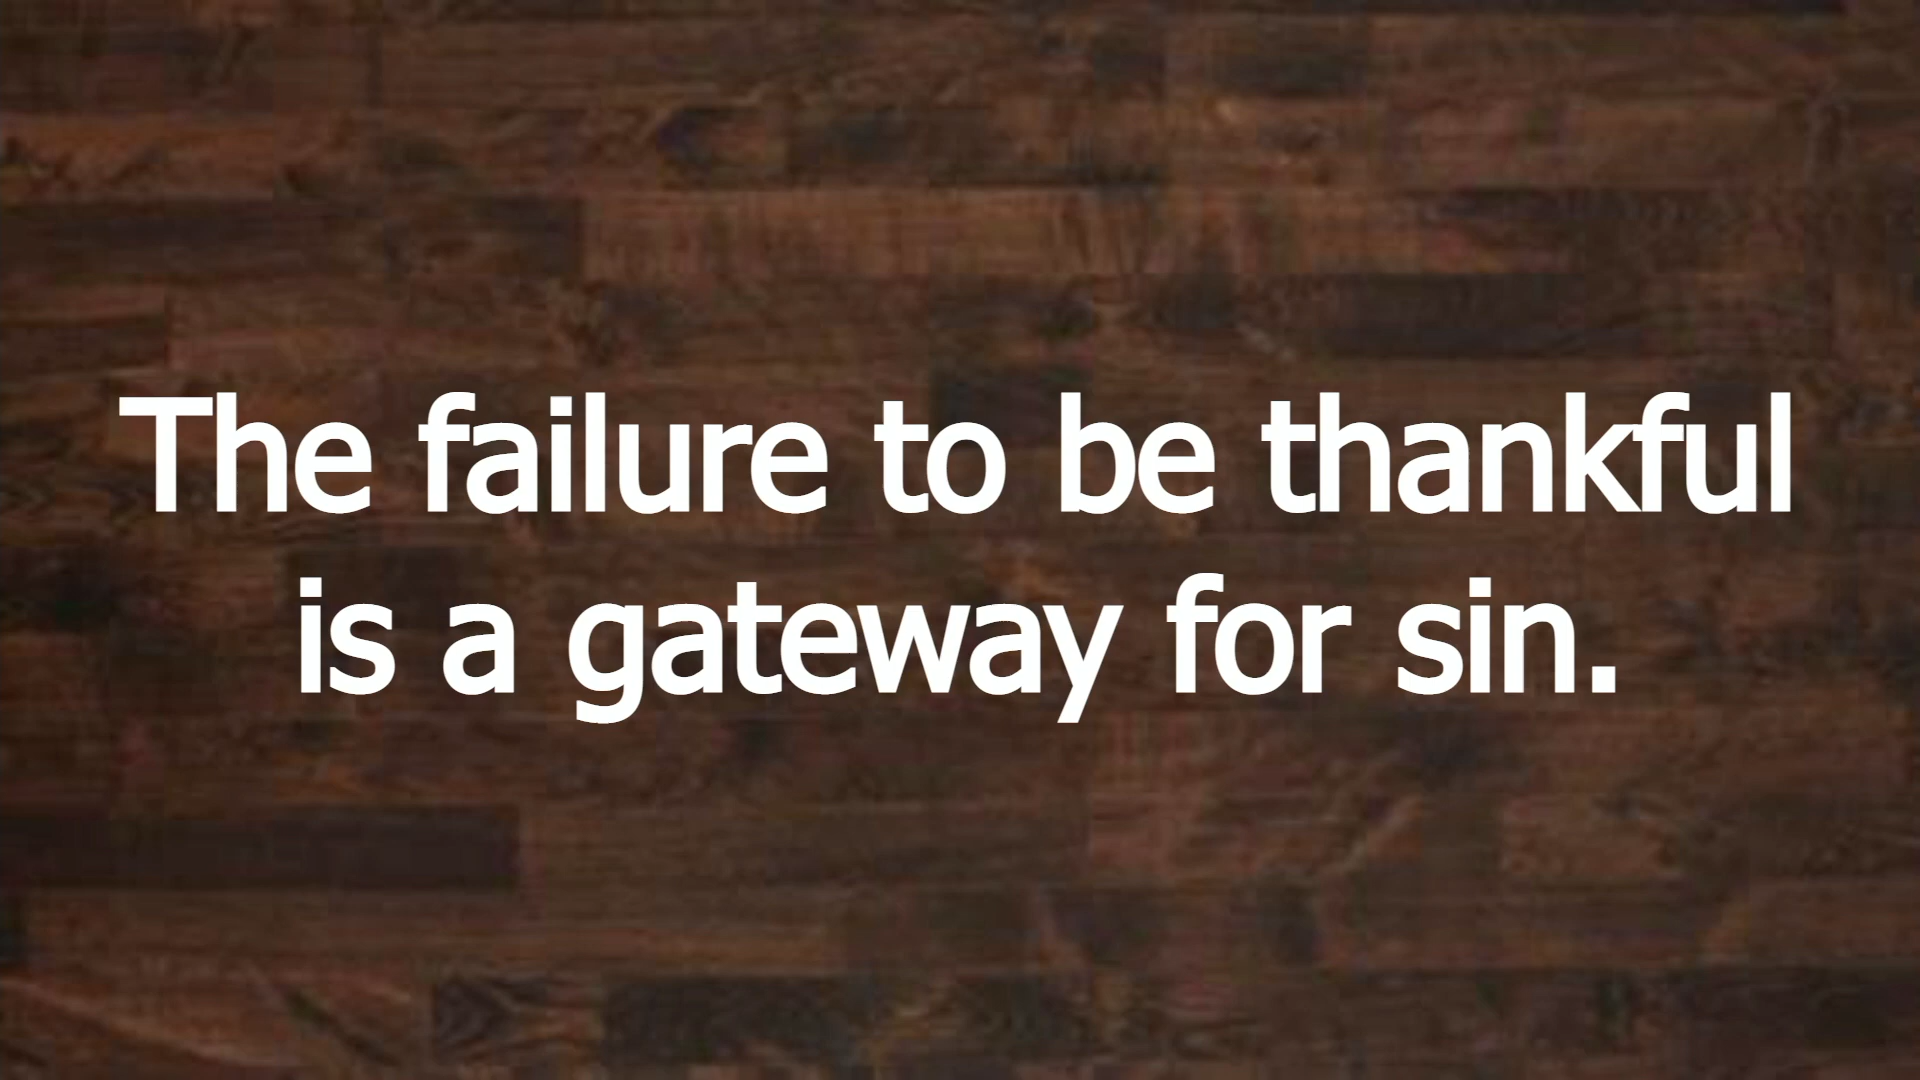 The failure to be thankful
is a gateway for sin.